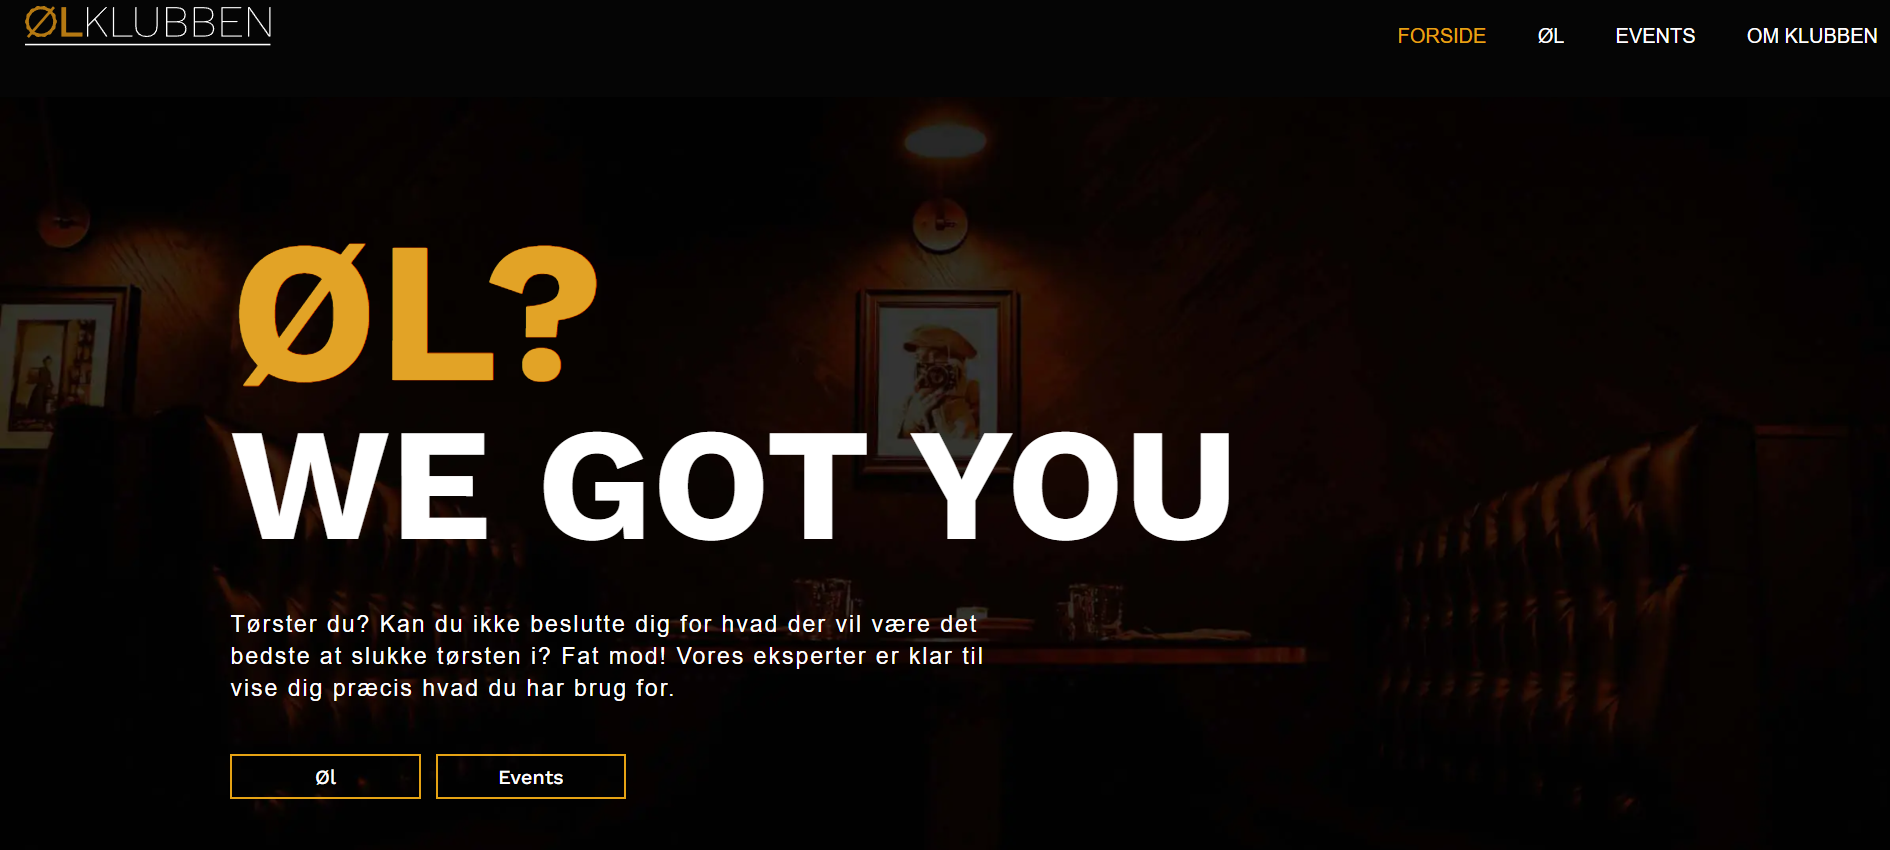 ØLKLUBBEN
FORSIDE ØL EVENTS OM KLUBBEN
ØL?
WE GOT YOU
Tørster du? Kan du ikke beslutte dig for hvad der vil være det
bedste at slukke tørsten i? Fat mod! Vores eksperter er klar til
vise dig præcis hvad du har brug for.
Øl Events